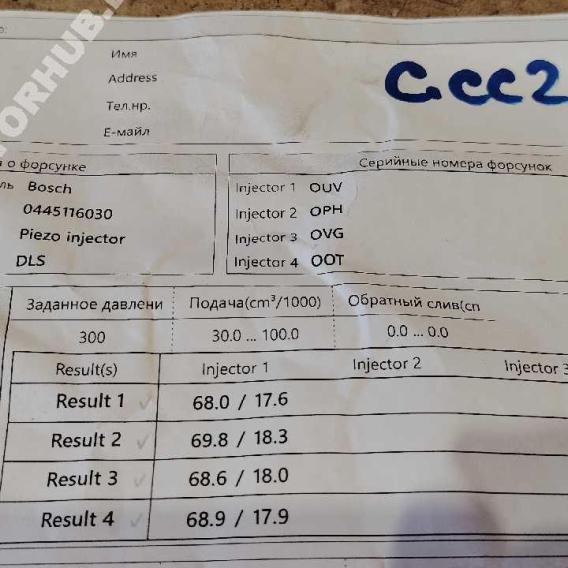 Имя
Address
Тел.нр.
E-майл
ccc2
о форсунке
Серийные номера форсунок
ль Bosch
0445116030
Piezo injector
DLS
Injector 1 OUV
Injector 2 OPH
Injector 3 OVG
Injector 4 OOT
Заданное давлени Подача(cm³/1000) Обратный слив(сп
300 30.0 ... 100.0 0.0 ... 0.0
Result(s) Injector 1 Injector 2 Injector 3
Result 1 68.0 / 17.6
Result 2 69.8 / 18.3
Result 3 68.6 / 18.0
Result 4 68.9 / 17.9